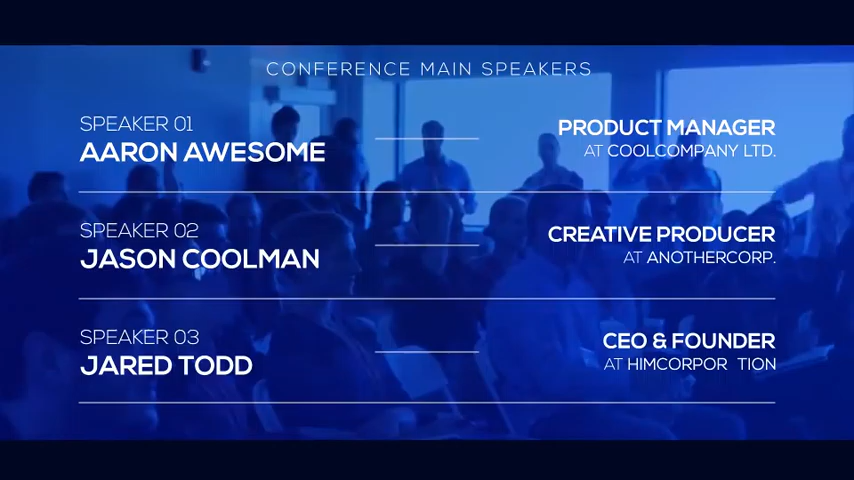 CONFERENCE MAIN SPEAKERS
SPEAKER 01
AARON AWESOME
PRODUCT MANAGER
AT COOLCOMPANY LTD.
SPEAKER 02
JASON COOLMAN
CREATIVE PRODUCER
AT ANOTHERCORP.
SPEAKER 03
JARED TODD
CEO & FOUNDER
AT HIMCORPOR TION